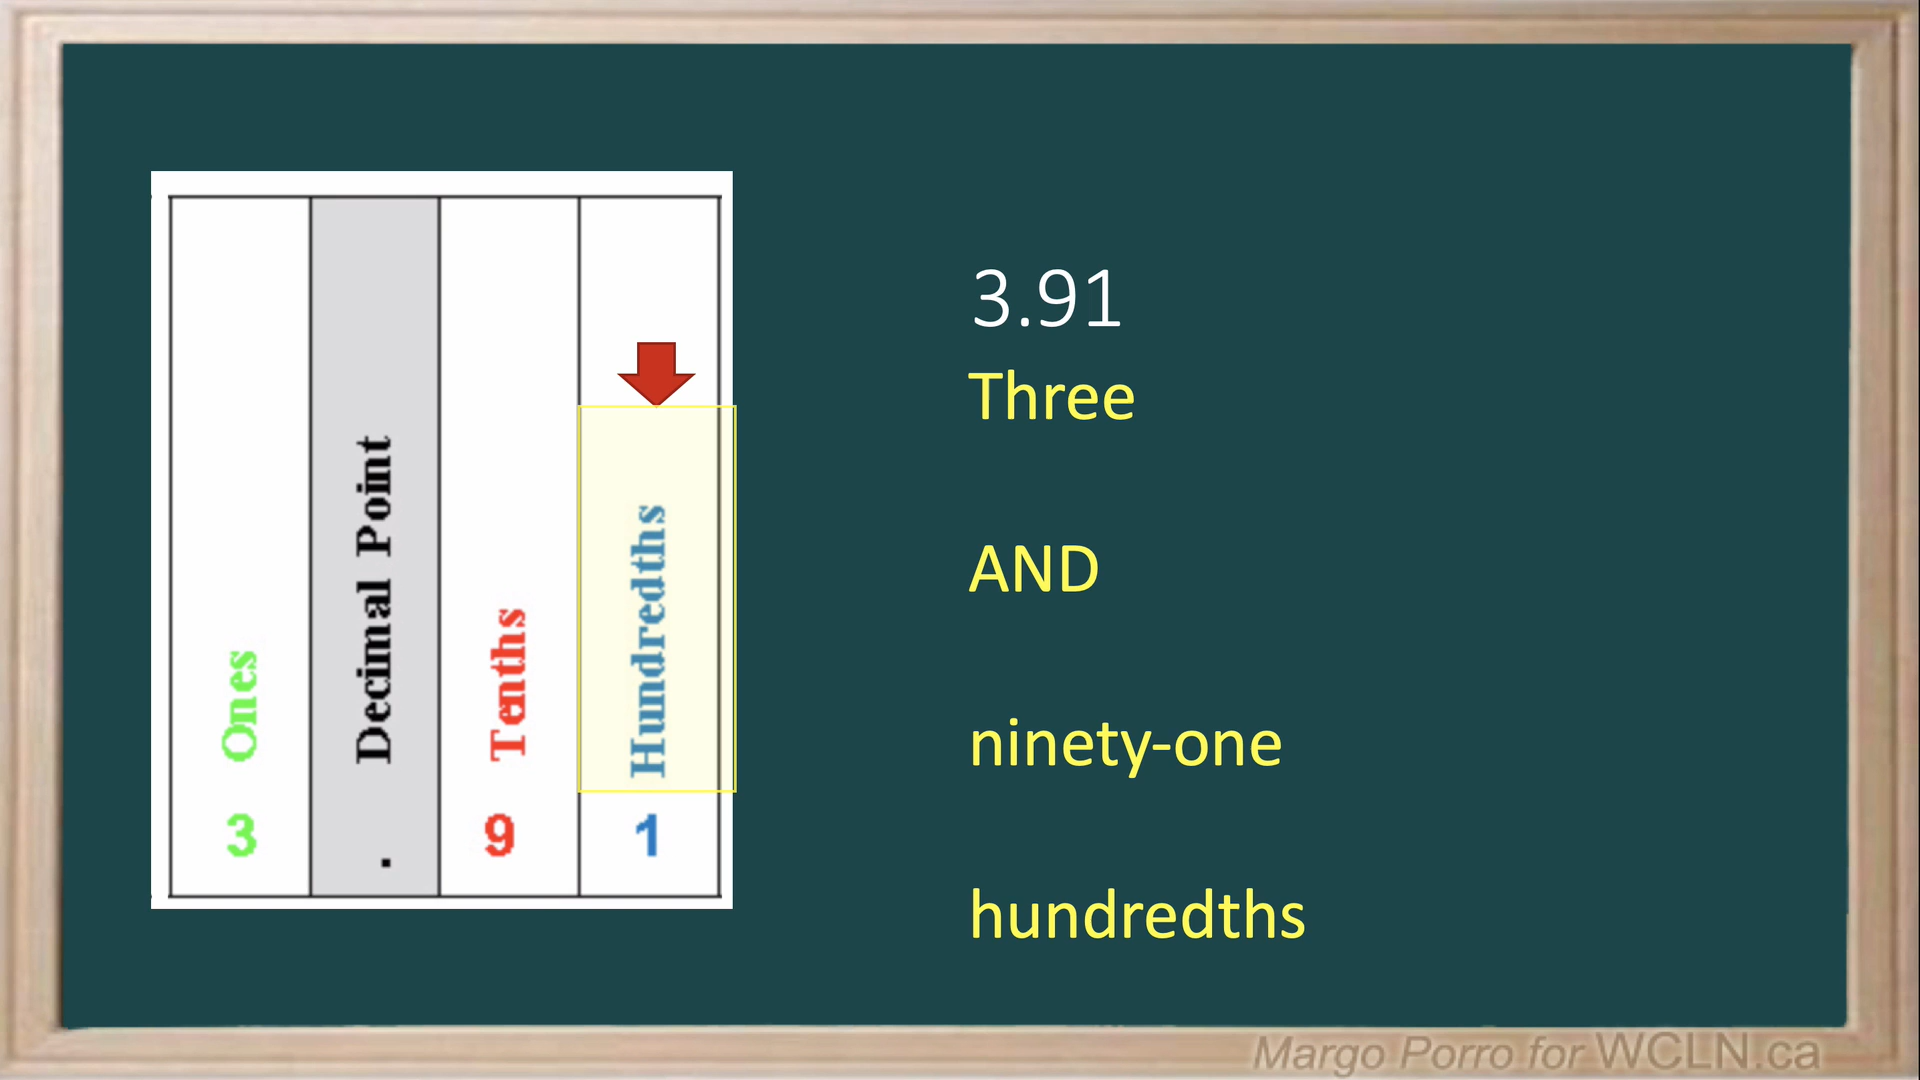 Ones
Decimal Point
Tenths
Hundredths
3 . 9 1
3.91
Three
AND
ninety-one
hundredths
Margo Porro for WCLN.ca